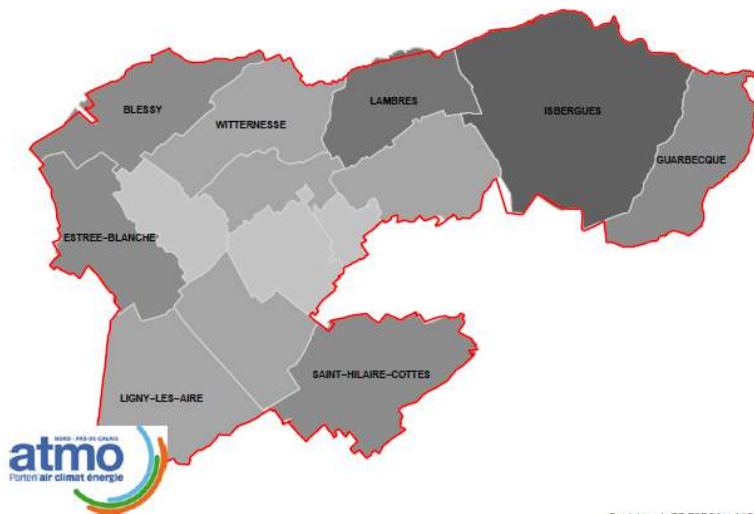 BLESSY
WITTERNESSE
LAMBRES
ISBERGUES
GUARBECQUE
ESTREE-BLANCHE
LIGNY-LES-AIRE
SAINT-HILAIRE-COTTES
NORD - PAS-DE-CALAIS
atmo
Porten'air climat énergie